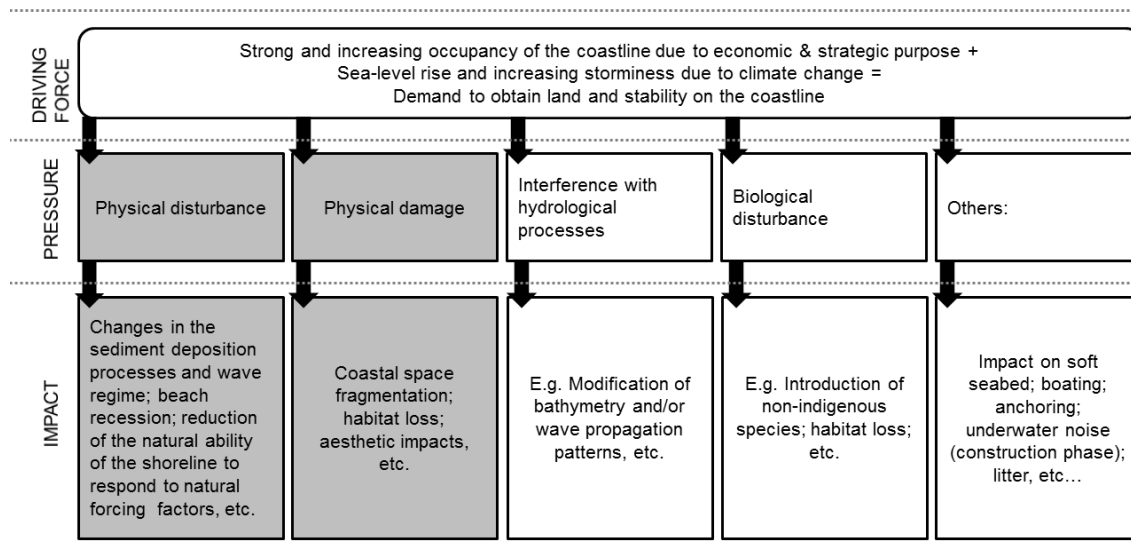 DRIVING
FORCE
Strong and increasing occupancy of the coastline due to economic & strategic purpose +
Sea-level rise and increasing storminess due to climate change =
Demand to obtain land and stability on the coastline
PRESSURE
Physical disturbance
Physical damage
Interference with
hydrological
processes
Biological
disturbance
Others:
IMPACT
Changes in the
sediment deposition
processes and wave
regime; beach
recession; reduction
of the natural ability
of the shoreline to
respond to natural
forcing factors, etc.
Coastal space
fragmentation;
habitat loss;
aesthetic impacts,
etc.
E.g. Modification of
bathymetry and/or
wave propagation
patterns, etc.
E.g. Introduction of
non-indigenous
species; habitat loss;
etc.
Impact on soft
seabed; boating;
anchoring;
underwater noise
(construction phase);
litter, etc…